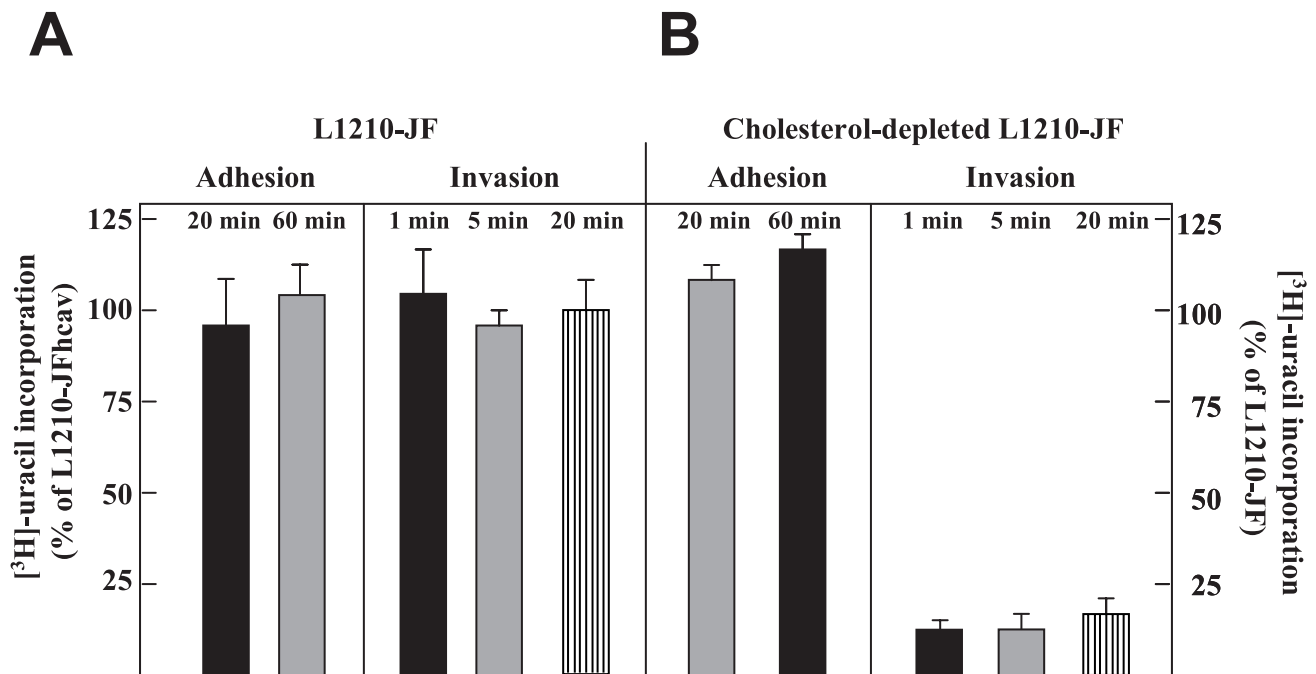 A
B
L1210-JF
Cholesterol-depleted L1210-JF
Adhesion
Invasion
Adhesion
Invasion
20 min 60 min
1 min 5 min 20 min
20 min 60 min
1 min 5 min 20 min
125
100
75
50
25
[³H]-uracil incorporation
(% of L1210-JFhcav)
125
100
75
50
25
[³H]-uracil incorporation
(% of L1210-JF)